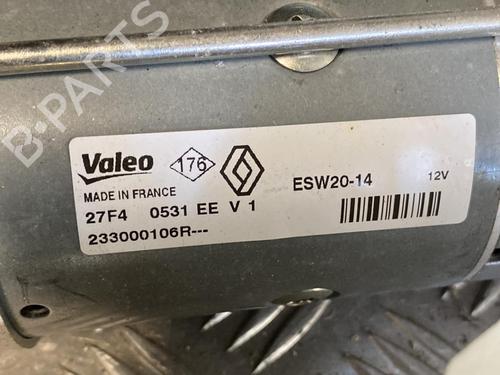 B-PARTS
Valeo 176 ESW20-14 12V
MADE IN FRANCE
27F4 0531 EE V 1
233000106R---